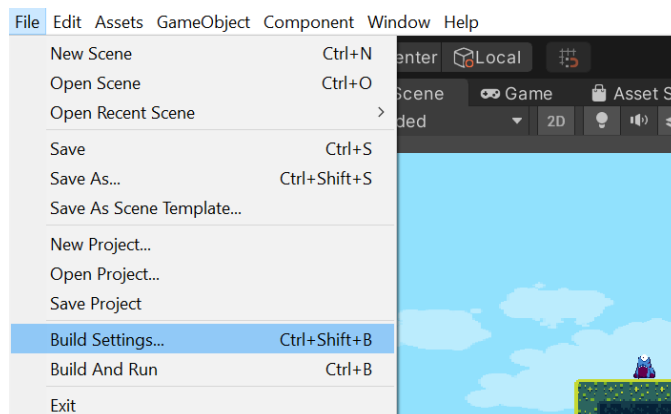 File Edit Assets GameObject Component Window Help
New Scene Ctrl+N
Open Scene Ctrl+O
Open Recent Scene
Save Ctrl+S
Save As... Ctrl+Shift+S
Save As Scene Template...
New Project...
Open Project...
Save Project
Build Settings... Ctrl+Shift+B
Build And Run Ctrl+B
Exit
enter Local
Scene Game Asset S
ded 2D